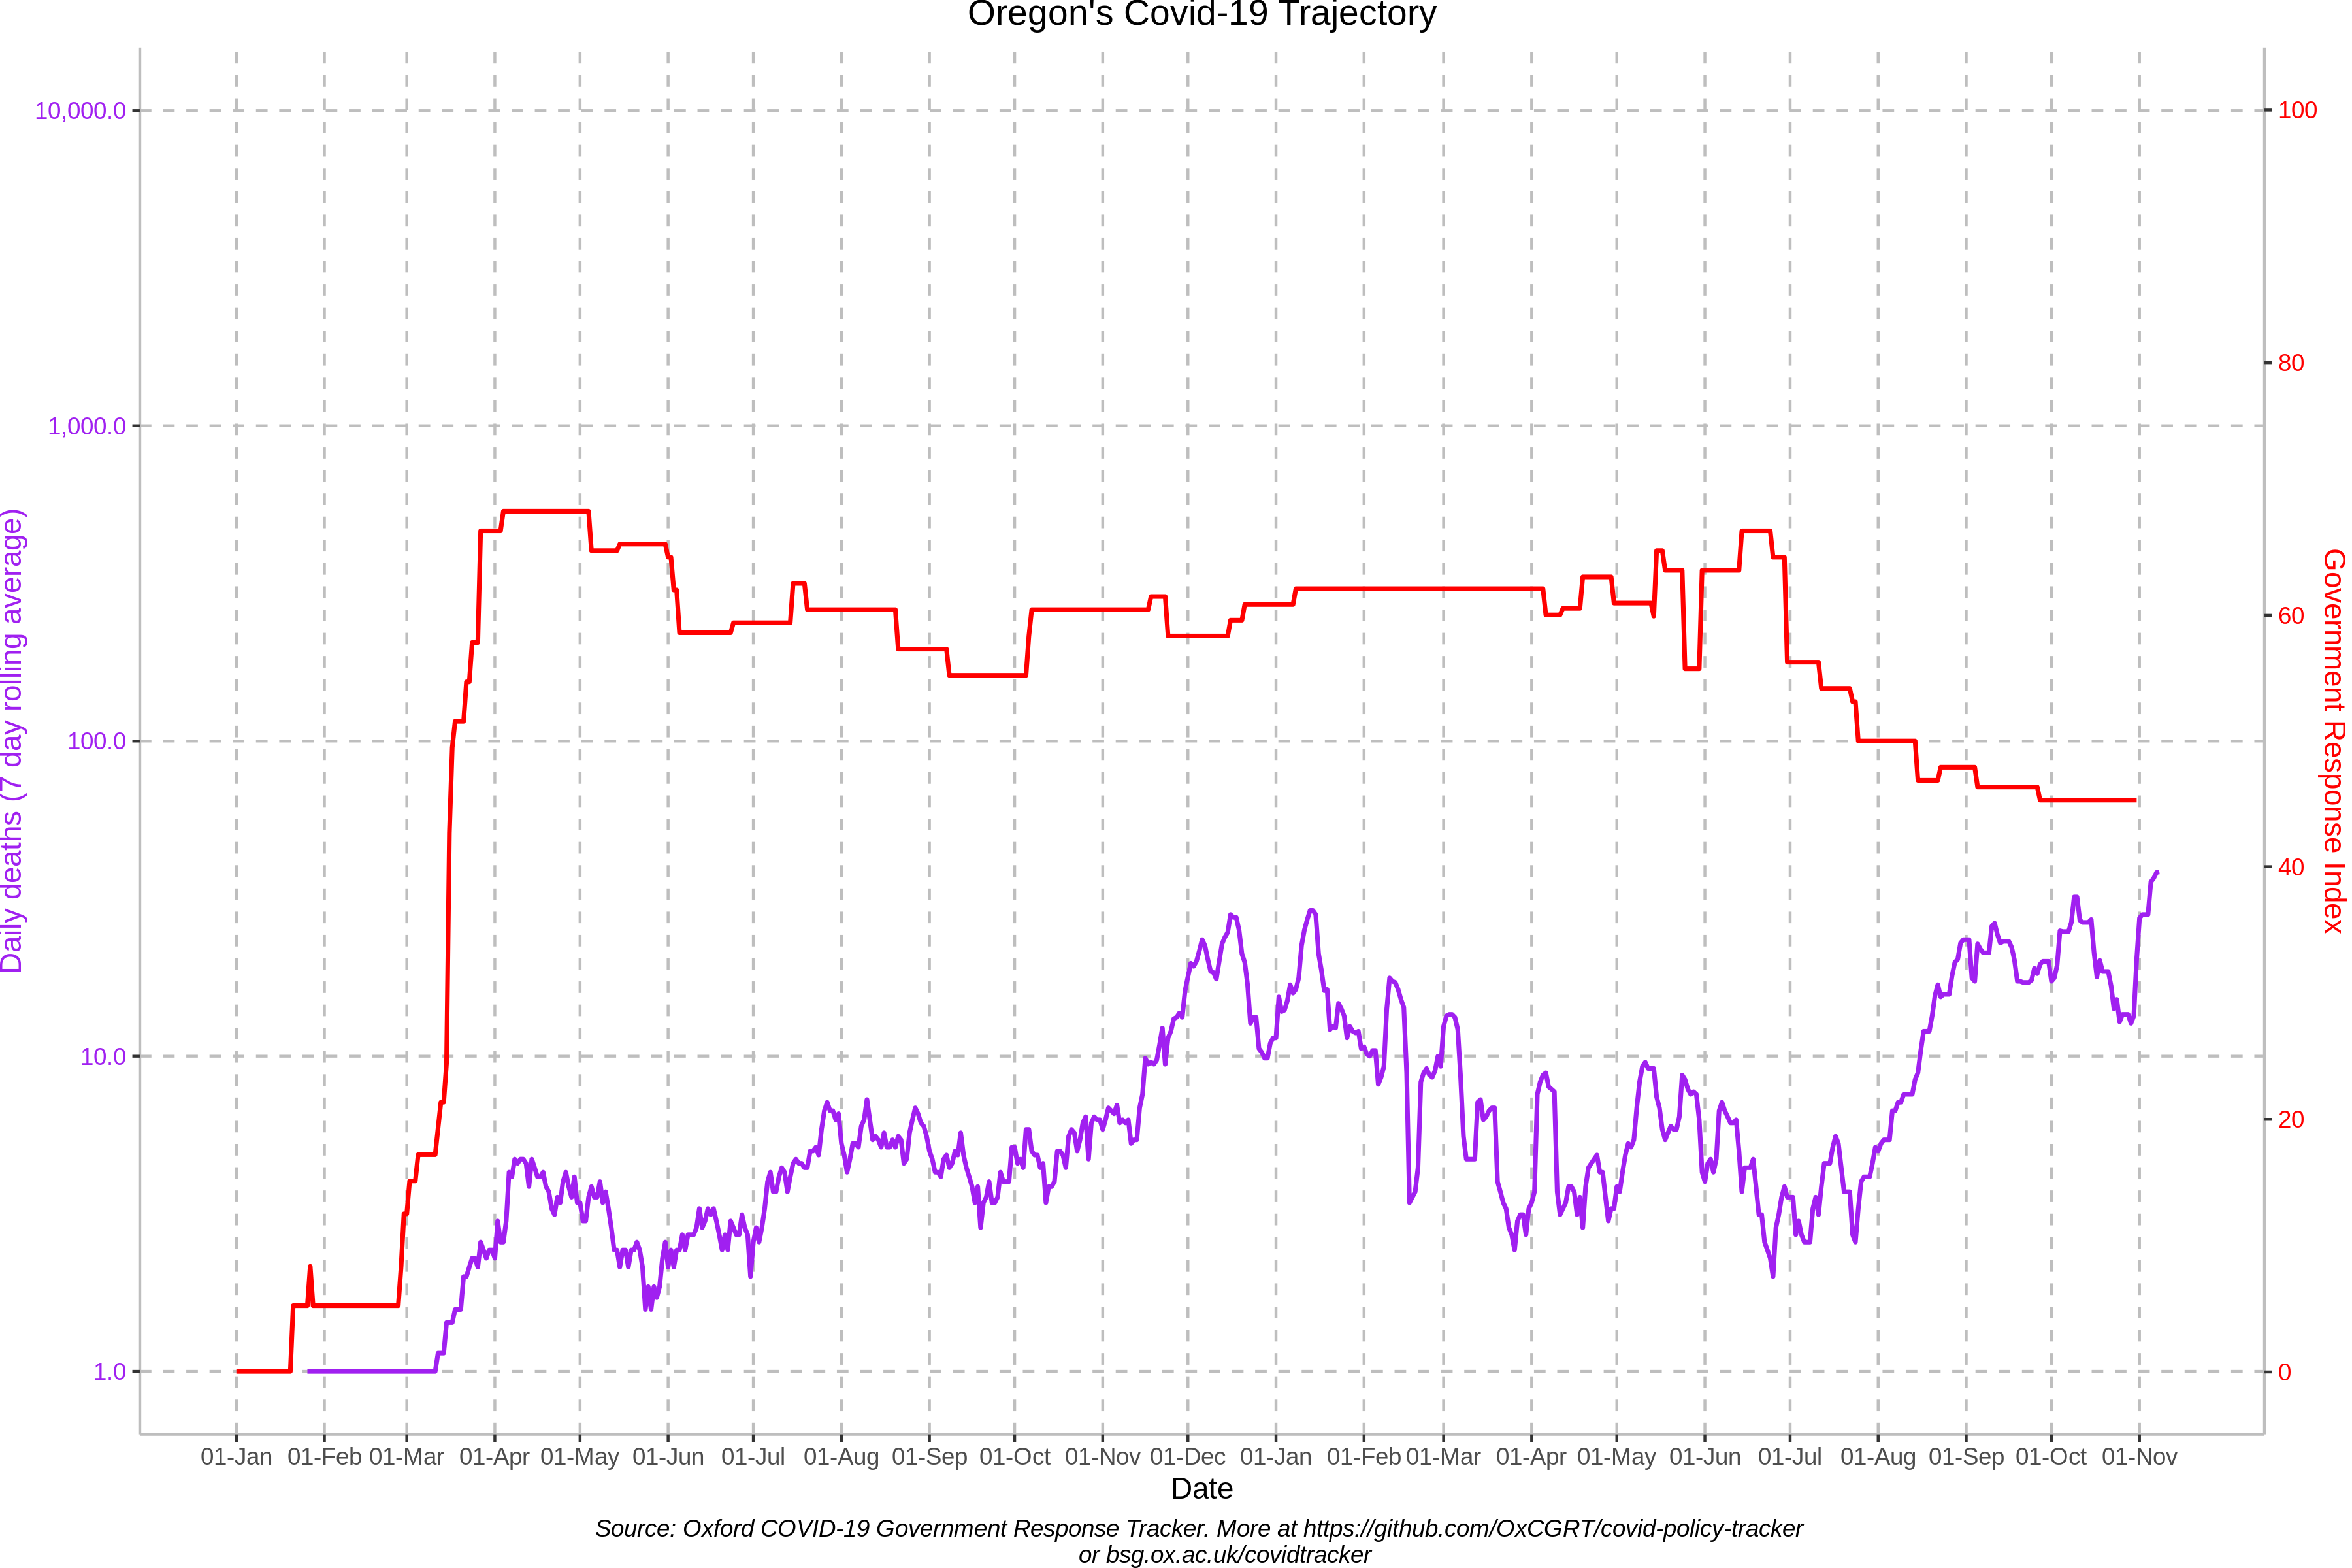 Oregon's Covid-19 Trajectory
10,000.0
1,000.0
100.0
10.0
1.0
Daily deaths (7 day rolling average)
100
80
60
40
20
0
Government Response Index
01-Jan 01-Feb 01-Mar 01-Apr 01-May 01-Jun 01-Jul 01-Aug 01-Sep 01-Oct 01-Nov 01-Dec 01-Jan 01-Feb 01-Mar 01-Apr 01-May 01-Jun 01-Jul 01-Aug 01-Sep 01-Oct 01-Nov
Date
Source: Oxford COVID-19 Government Response Tracker. More at https://github.com/OxCGRT/covid-policy-tracker
or bsg.ox.ac.uk/covidtracker